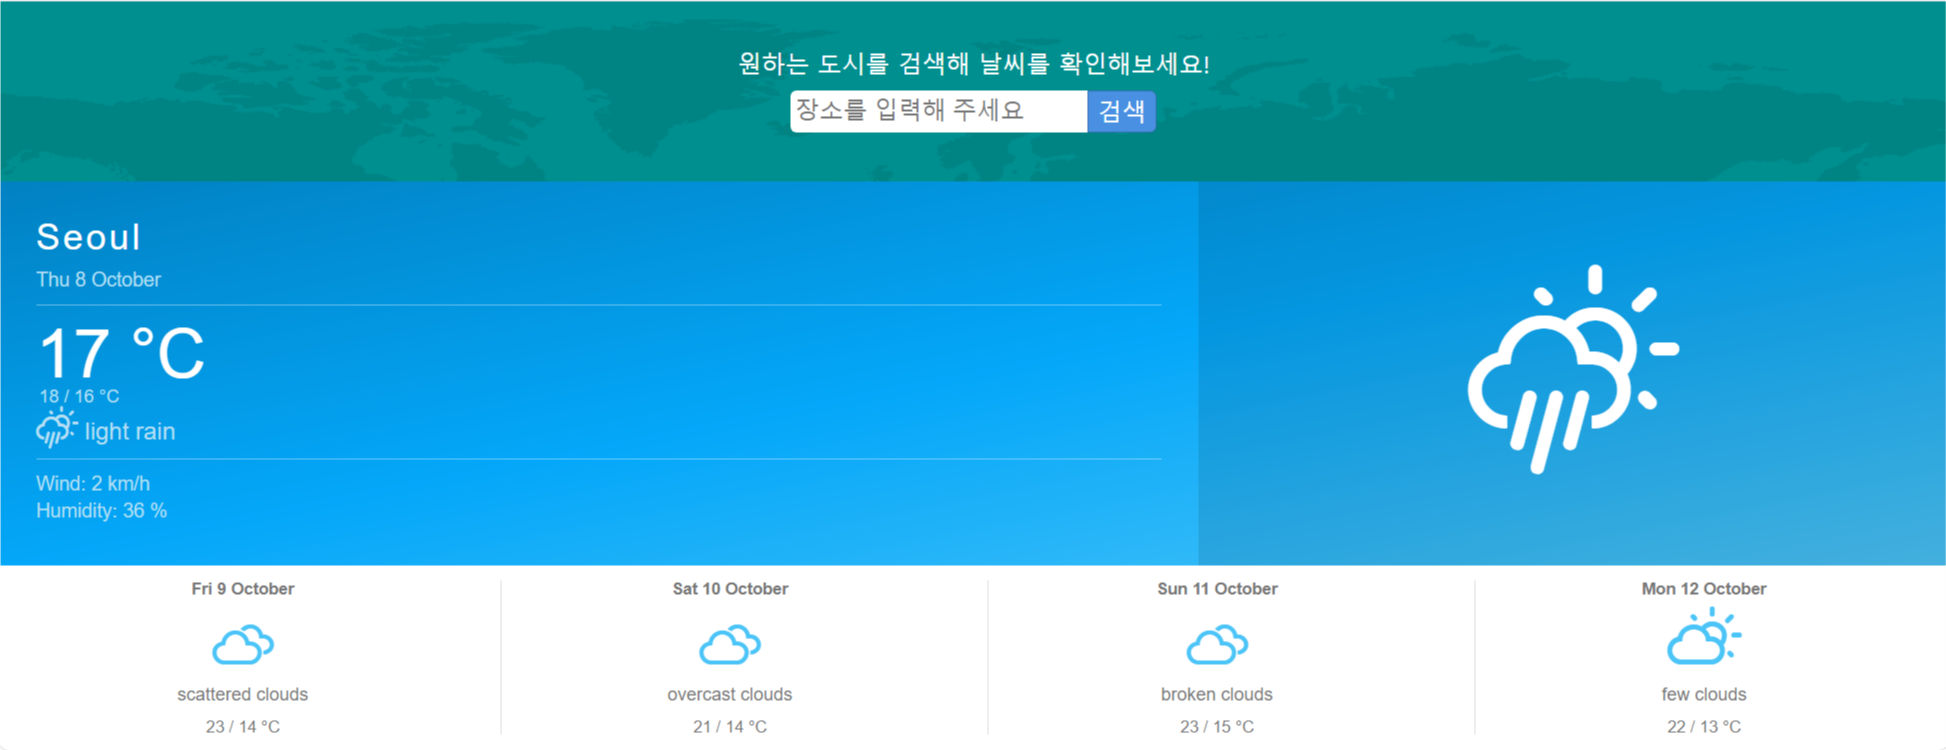 원하는 도시를 검색해 날씨를 확인해보세요!
장소를 입력해 주세요 검색
Seoul
Thu 8 October
17 °C
18 / 16 °C
light rain
Wind: 2 km/h
Humidity: 36 %
Fri 9 October
scattered clouds
23 / 14 °C
Sat 10 October
overcast clouds
21 / 14 °C
Sun 11 October
broken clouds
23 / 15 °C
Mon 12 October
few clouds
22 / 13 °C